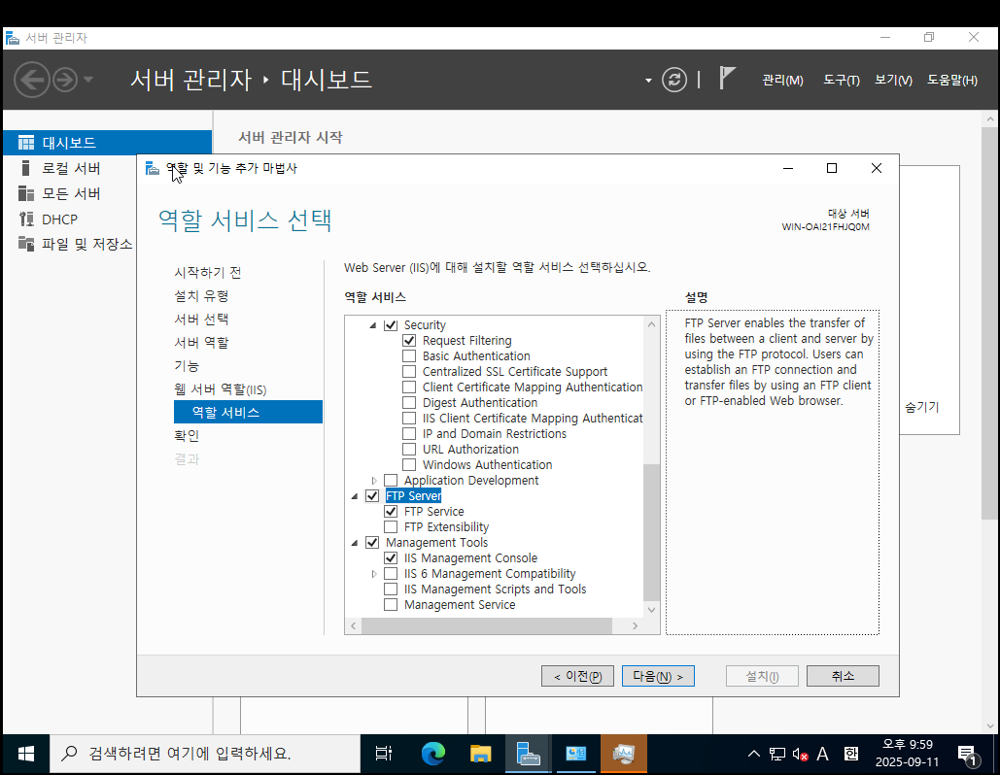 서버 관리자
서버 관리자 ‣ 대시보드
관리(M) 도구(T) 보기(V) 도움말(H)
대시보드
로컬 서버
모든 서버
DHCP
파일 및 저장소
서버 관리자 시작
숨기기
역할 및 기능 추가 마법사
역할 서비스 선택
대상 서버
WIN-OAI21FHJQ0M
시작하기 전
설치 유형
서버 선택
서버 역할
기능
웹 서버 역할(IIS)
역할 서비스
확인
결과
Web Server (IIS)에 대해 설치할 역할 서비스 선택하십시오.
역할 서비스
Security
Request Filtering
Basic Authentication
Centralized SSL Certificate Support
Client Certificate Mapping Authentication
Digest Authentication
IIS Client Certificate Mapping Authenticat
IP and Domain Restrictions
URL Authorization
Windows Authentication
Application Development
FTP Server
FTP Service
FTP Extensibility
Management Tools
IIS Management Console
IIS 6 Management Compatibility
IIS Management Scripts and Tools
Management Service
설명
FTP Server enables the transfer of
files between a client and server by
using the FTP protocol. Users can
establish an FTP connection and
transfer files by using an FTP client
or FTP-enabled Web browser.
< 이전(P) 다음(N) > 설치(I) 취소
검색하려면 여기에 입력하세요.
A 한
오후 9:59
2025-09-11
1